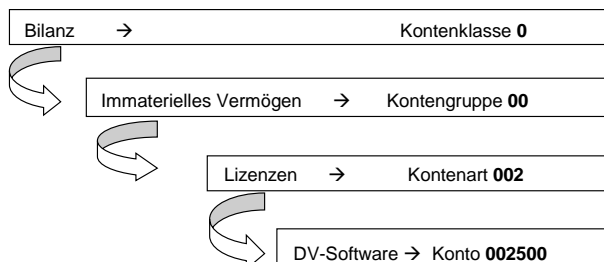 Bilanz → Kontenklasse 0
Immaterielles Vermögen → Kontengruppe 00
Lizenzen → Kontenart 002
DV-Software → Konto 002500